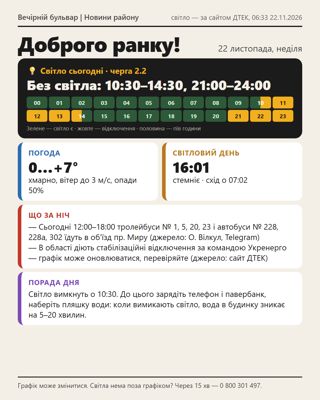 Вечірній бульвар | Новини району
світло — за сайтом ДТЕК, 06:33 22.11.2026
Доброго ранку!
22 листопада, неділя
💡 Світло сьогодні · черга 2.2
Без світла: 10:30–14:30, 21:00–24:00
00 01 02 03 04 05 06 07 08 09 10 11
12 13 14 15 16 17 18 19 20 21 22 23
Зелене — світло є · жовте — відключення · половина — пів години
ПОГОДА
0…+7°
хмарно, вітер до 3 м/с, опади
50%
СВІТЛОВИЙ ДЕНЬ
16:01
стемніє · схід о 07:02
ЩО ЗА НІЧ
— Сьогодні 12:00–18:00 тролейбуси № 1, 5, 20, 23 і автобуси № 228,
228а, 302 їдуть в об'їзд пр. Миру (джерело: О. Вілкул, Telegram)
— В області діють стабілізаційні відключення за командою Укренерго
— графік може оновлюватися, перевіряйте (джерело: сайт ДТЕК)
ПОРАДА ДНЯ
Світло вимкнуть о 10:30. До цього зарядіть телефон і павербанк,
наберіть пляшку води: коли вимикають світло, вода в будинку зникає
на 5–20 хвилин.
Графік може змінитися. Світла нема поза графіком? Через 15 хв — 0 800 301 497.